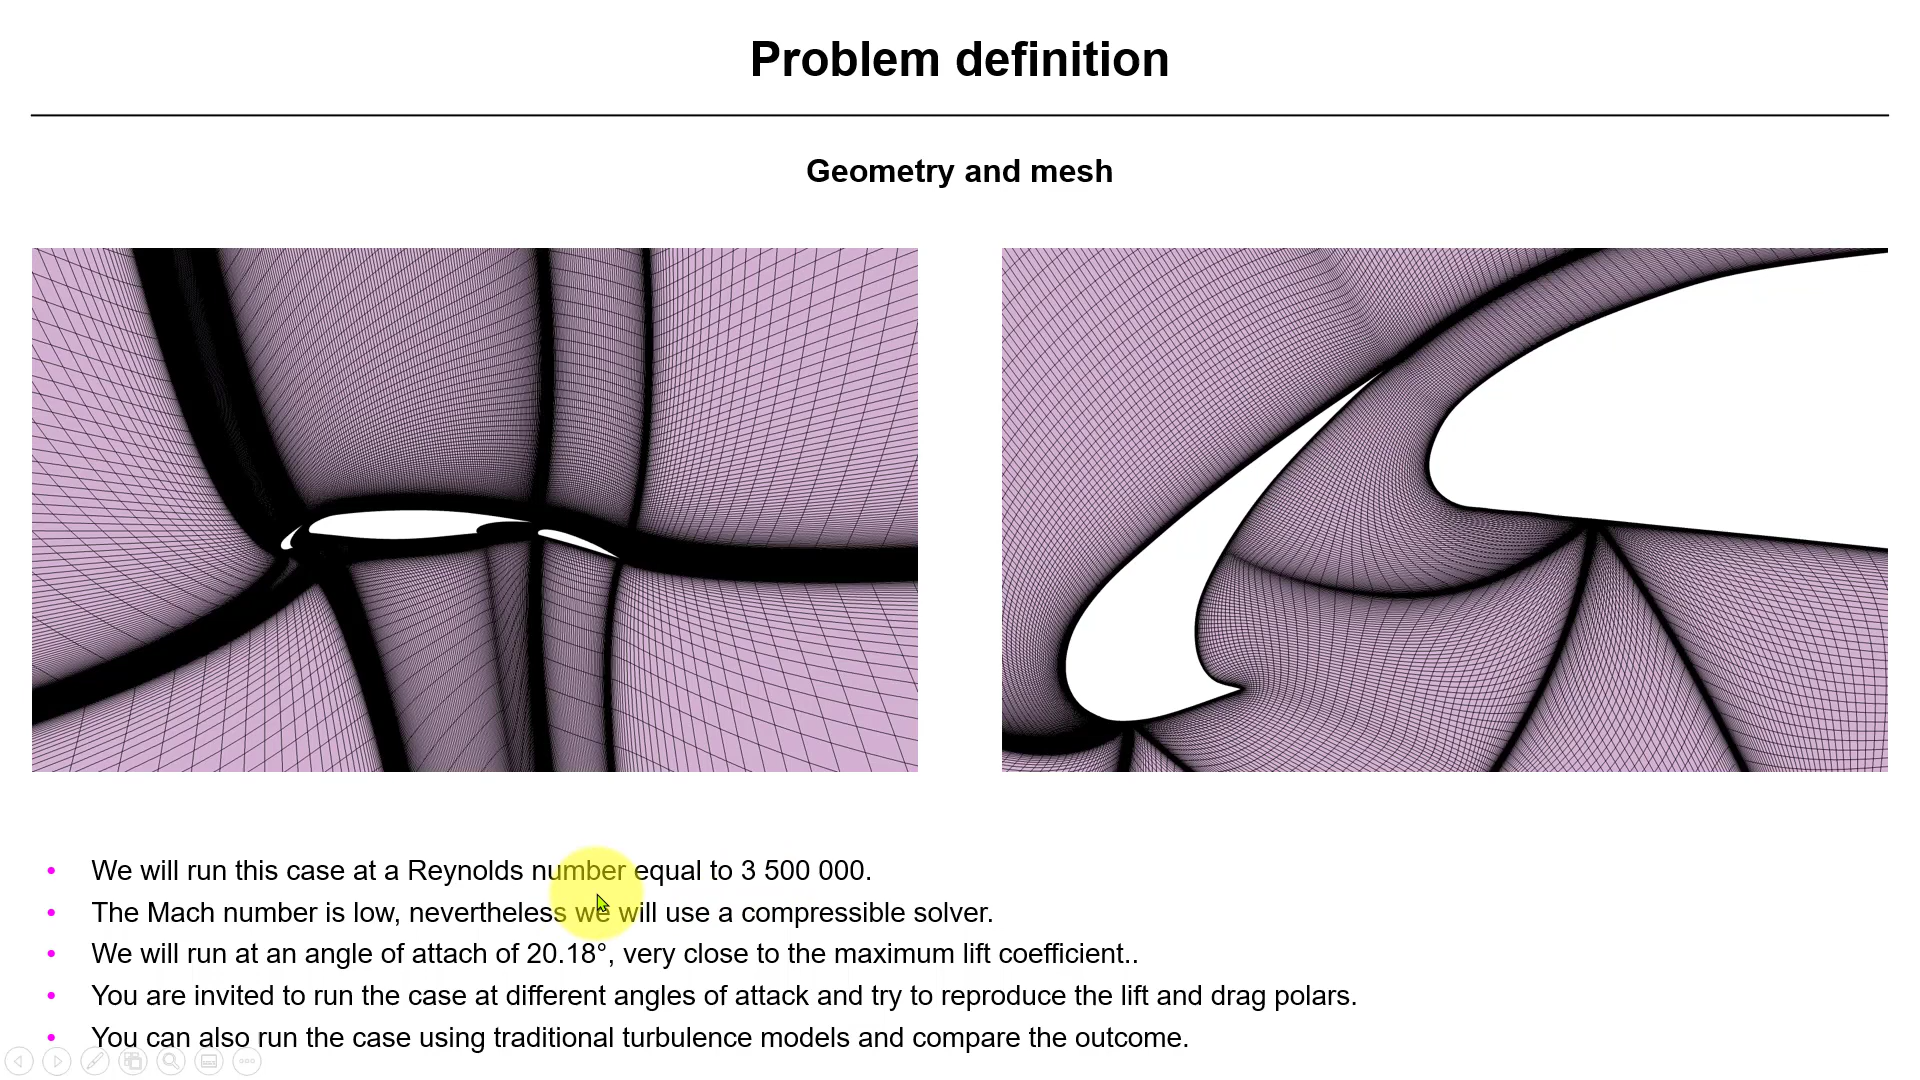 Problem definition
Geometry and mesh
• We will run this case at a Reynolds number equal to 3 500 000.
• The Mach number is low, nevertheless we will use a compressible solver.
• We will run at an angle of attach of 20.18°, very close to the maximum lift coefficient..
• You are invited to run the case at different angles of attack and try to reproduce the lift and drag polars.
• You can also run the case using traditional turbulence models and compare the outcome.